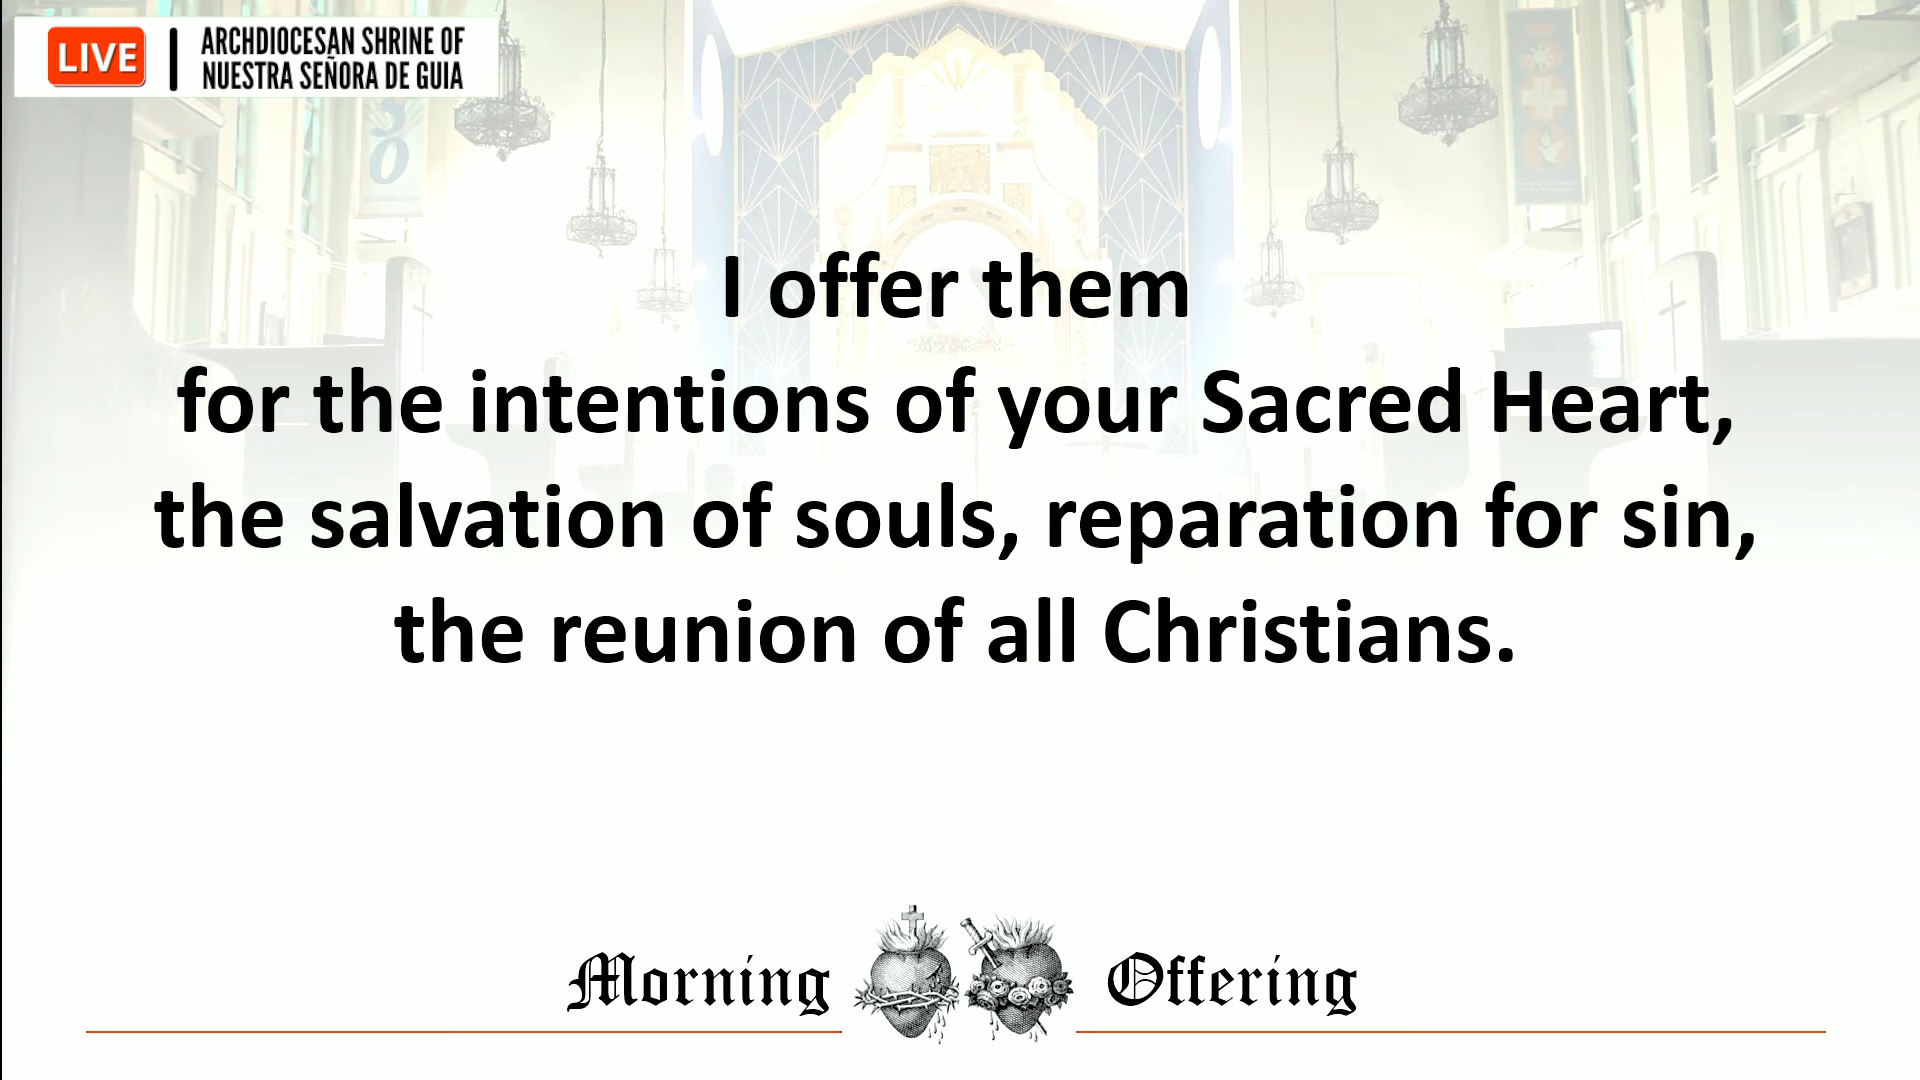 LIVE
ARCHDIOCESAN SHRINE OF
NUESTRA SEÑORA DE GUIA
I offer them
for the intentions of your Sacred Heart,
the salvation of souls, reparation for sin,
the reunion of all Christians.
Morning Offering